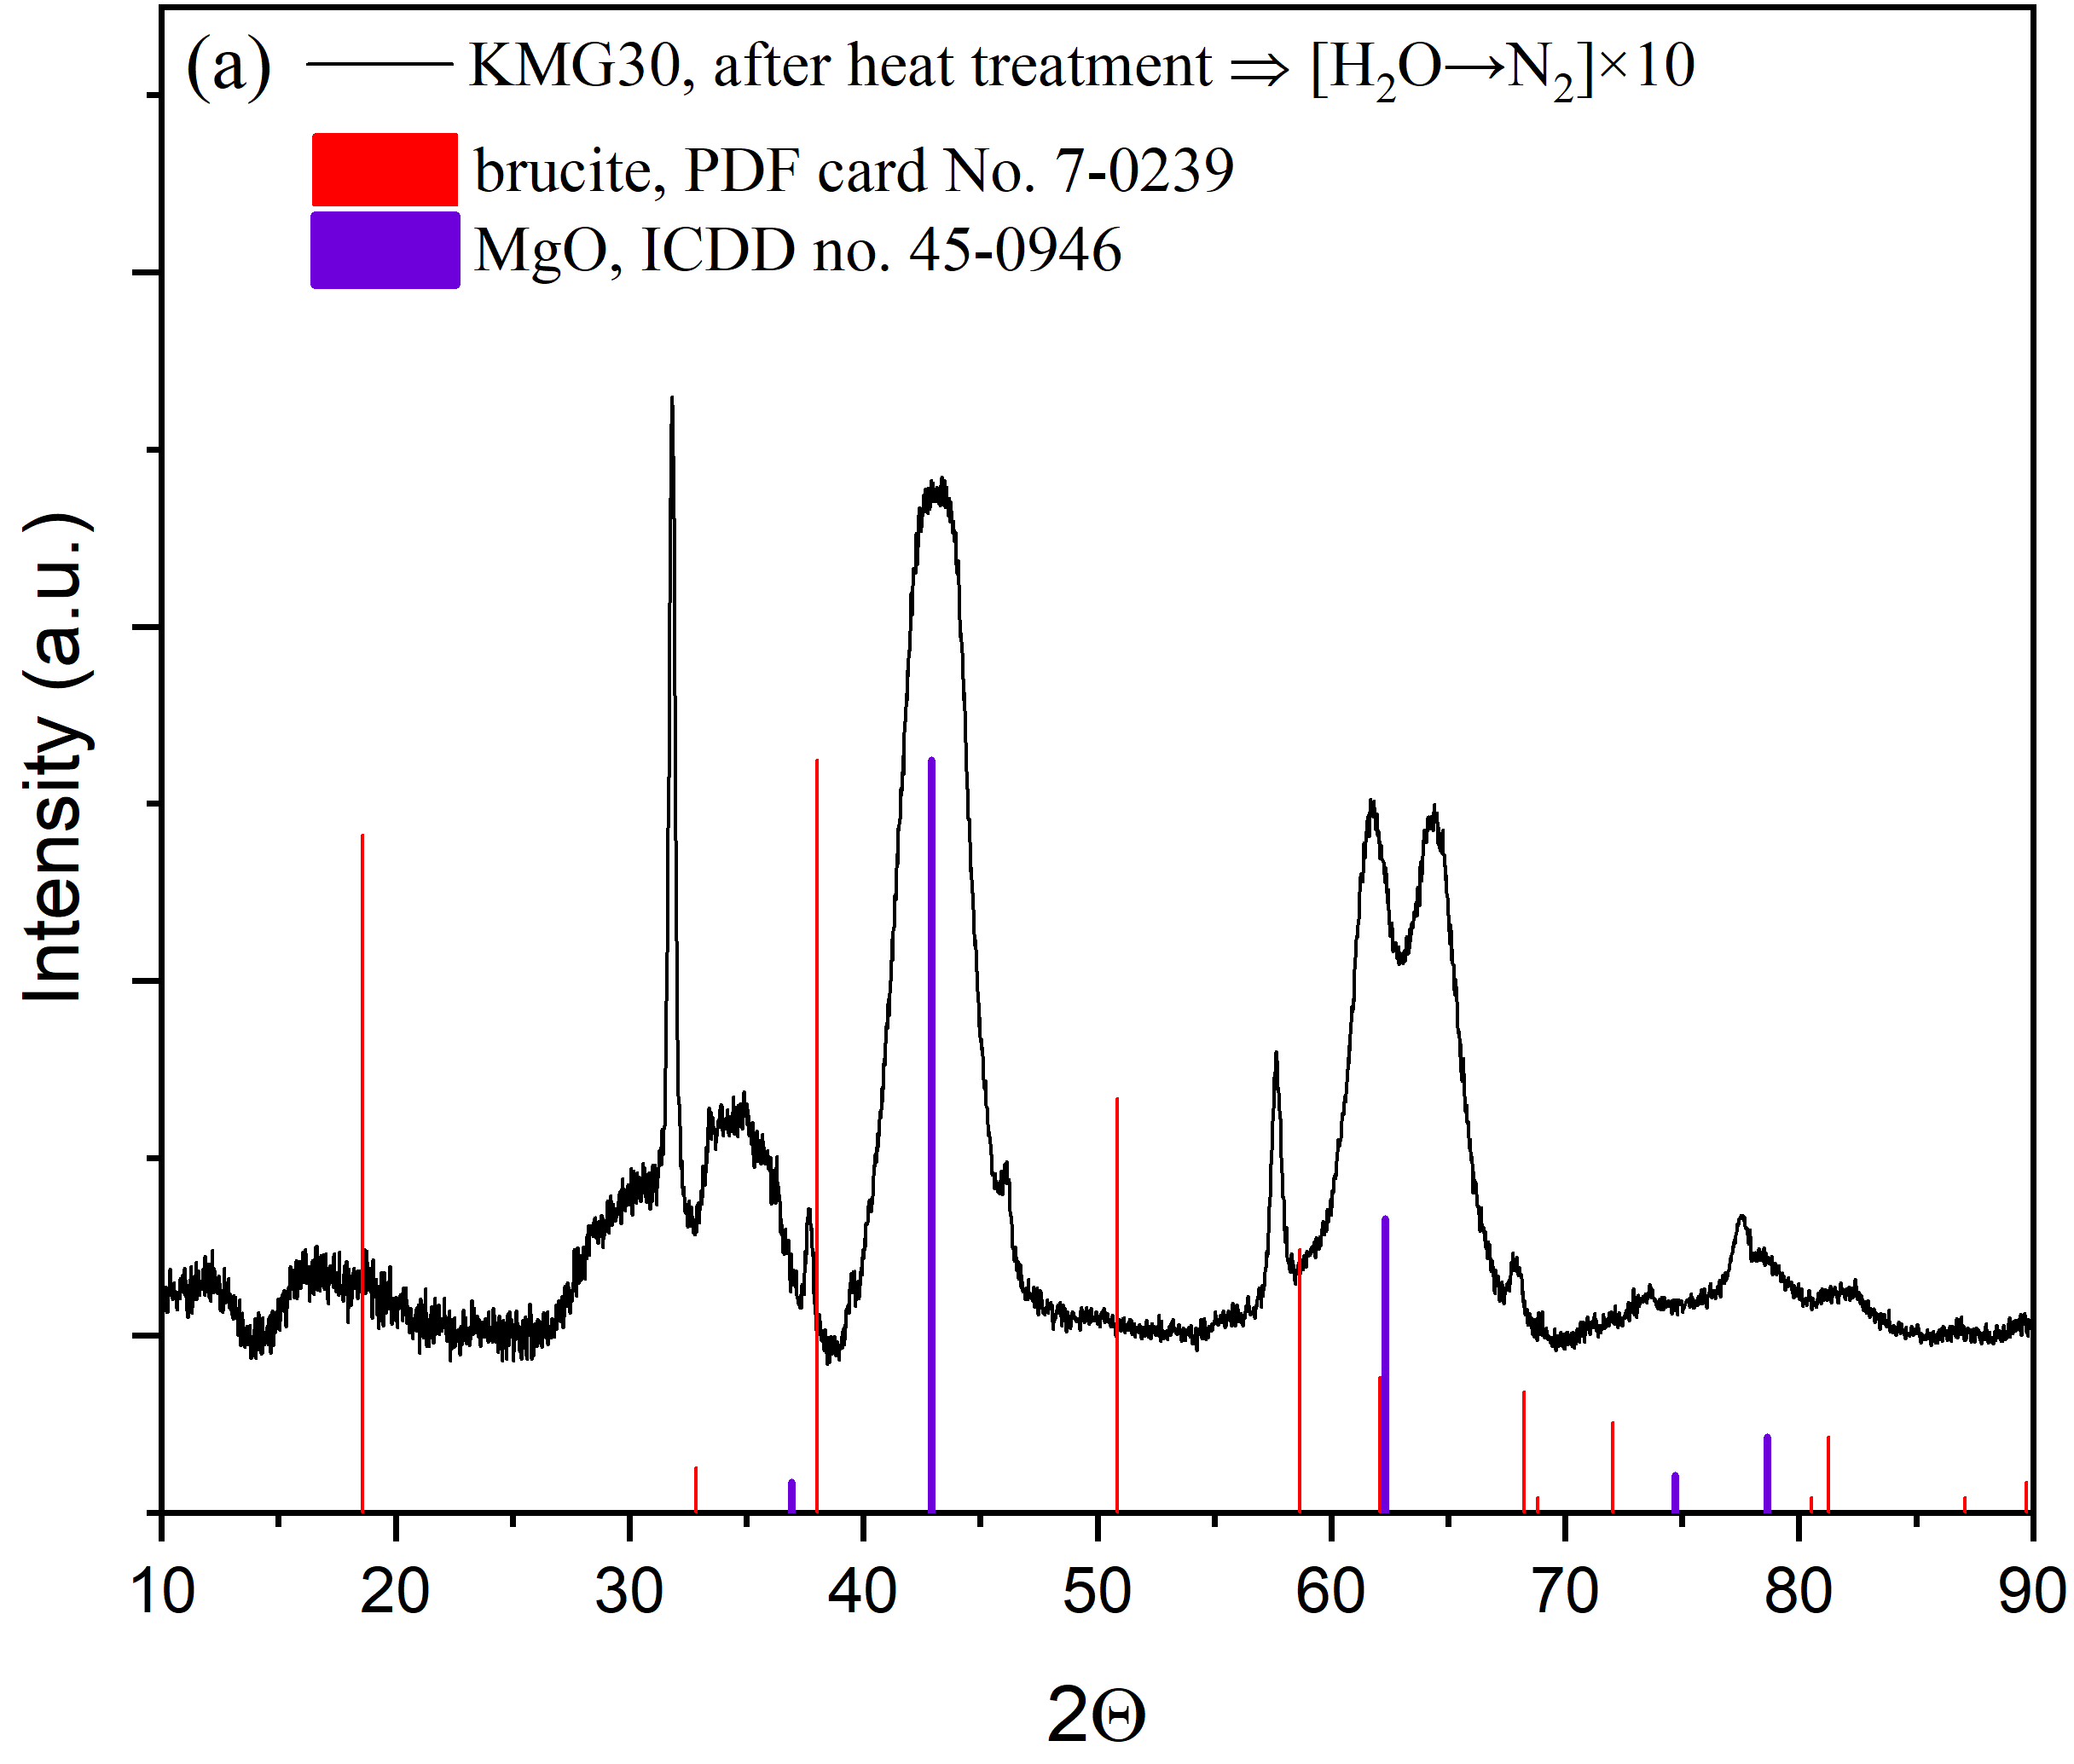 (a) KMG30, after heat treatment ⇒ [H₂O→N₂]×10
brucite, PDF card No. 7-0239
MgO, ICDD no. 45-0946
Intensity (a.u.)
10 20 30 40 50 60 70 80 90
2Θ